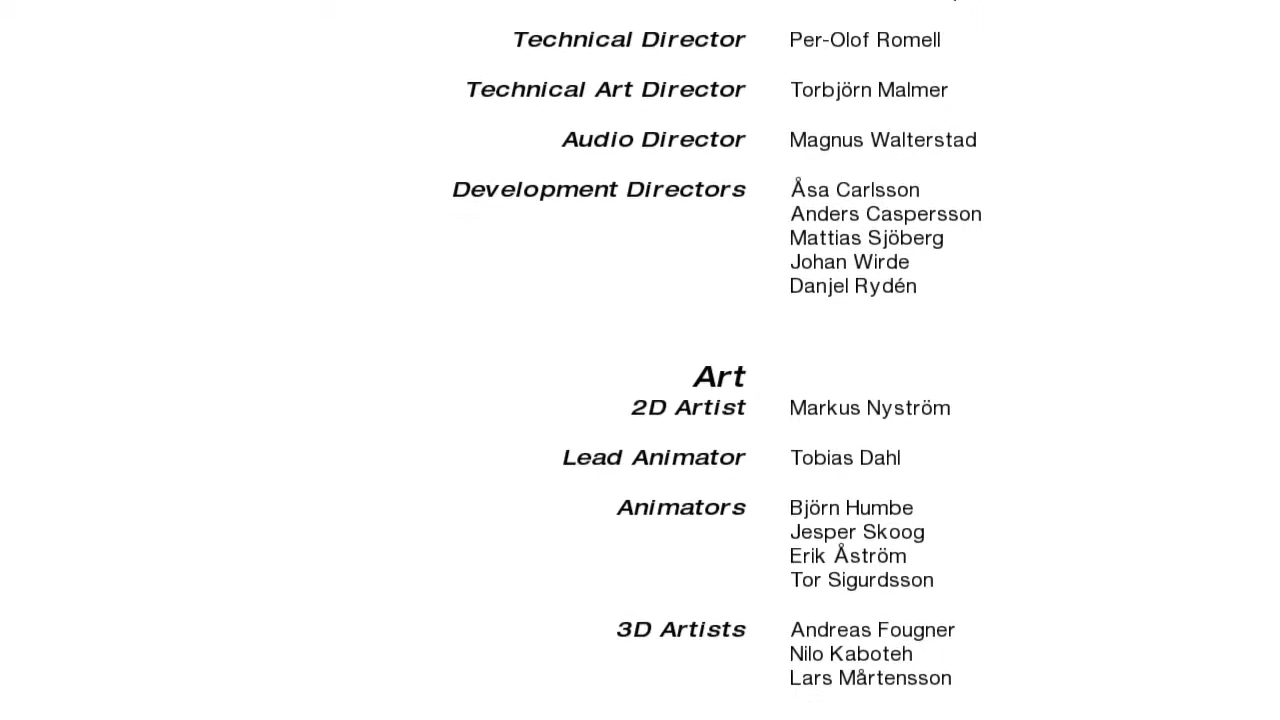 Technical Director Per-Olof Romell
Technical Art Director Torbjörn Malmer
Audio Director Magnus Walterstad
Development Directors Åsa Carlsson
Anders Caspersson
Mattias Sjöberg
Johan Wirde
Danjel Rydén
Art
2D Artist Markus Nyström
Lead Animator Tobias Dahl
Animators Björn Humbe
Jesper Skoog
Erik Åström
Tor Sigurdsson
3D Artists Andreas Fougner
Nilo Kaboteh
Lars Mårtensson